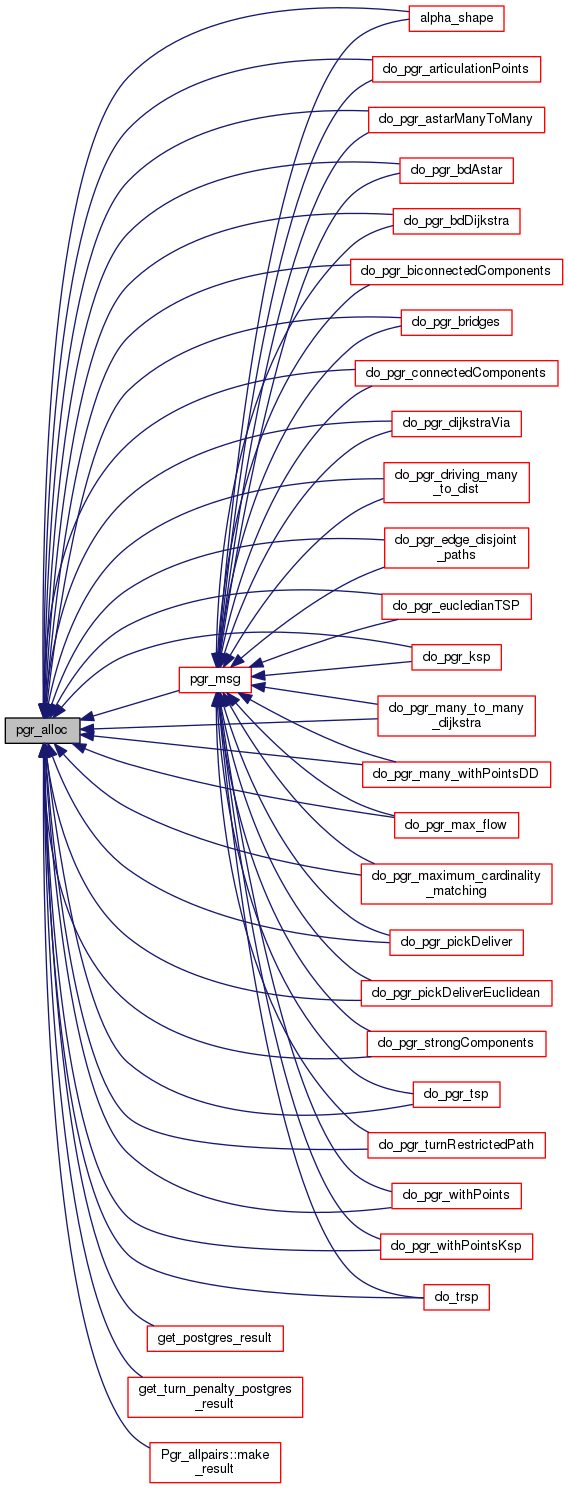 alpha_shape
do_pgr_articulationPoints
do_pgr_astarManyToMany
do_pgr_bdAstar
do_pgr_bdDijkstra
do_pgr_biconnectedComponents
do_pgr_bridges
do_pgr_connectedComponents
do_pgr_dijkstraVia
do_pgr_driving_many
_to_dist
do_pgr_edge_disjoint
_paths
do_pgr_eucledianTSP
do_pgr_ksp
pgr_msg
do_pgr_many_to_many
_dijkstra
pgr_alloc
do_pgr_many_withPointsDD
do_pgr_max_flow
do_pgr_maximum_cardinality
_matching
do_pgr_pickDeliver
do_pgr_pickDeliverEuclidean
do_pgr_strongComponents
do_pgr_tsp
do_pgr_turnRestrictedPath
do_pgr_withPoints
do_pgr_withPointsKsp
do_trsp
get_postgres_result
get_turn_penalty_postgres
_result
Pgr_allpairs::make
_result